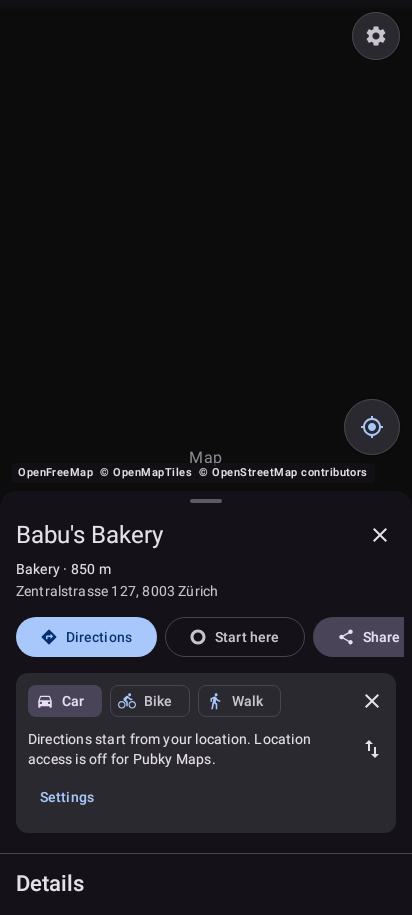 Map
OpenFreeMap © OpenMapTiles © OpenStreetMap contributors
Babu's Bakery
Bakery · 850 m
Zentralstrasse 127, 8003 Zürich
Directions
Start here
Share
Car
Bike
Walk
Directions start from your location. Location
access is off for Pubky Maps.
Settings
Details